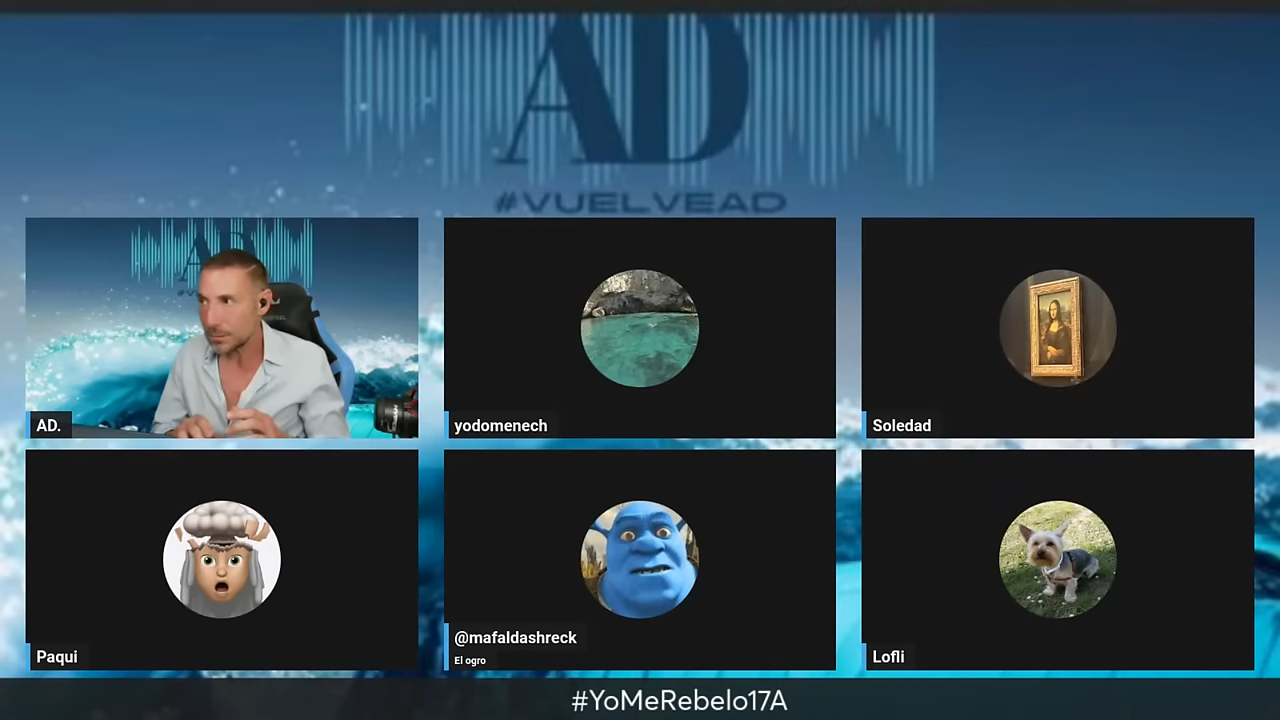 AD
#VUELVEAD
AD.
yodomenech
Soledad
Paqui
@mafaldashreck
El ogro
Lofli
#YoMeRebelo17A